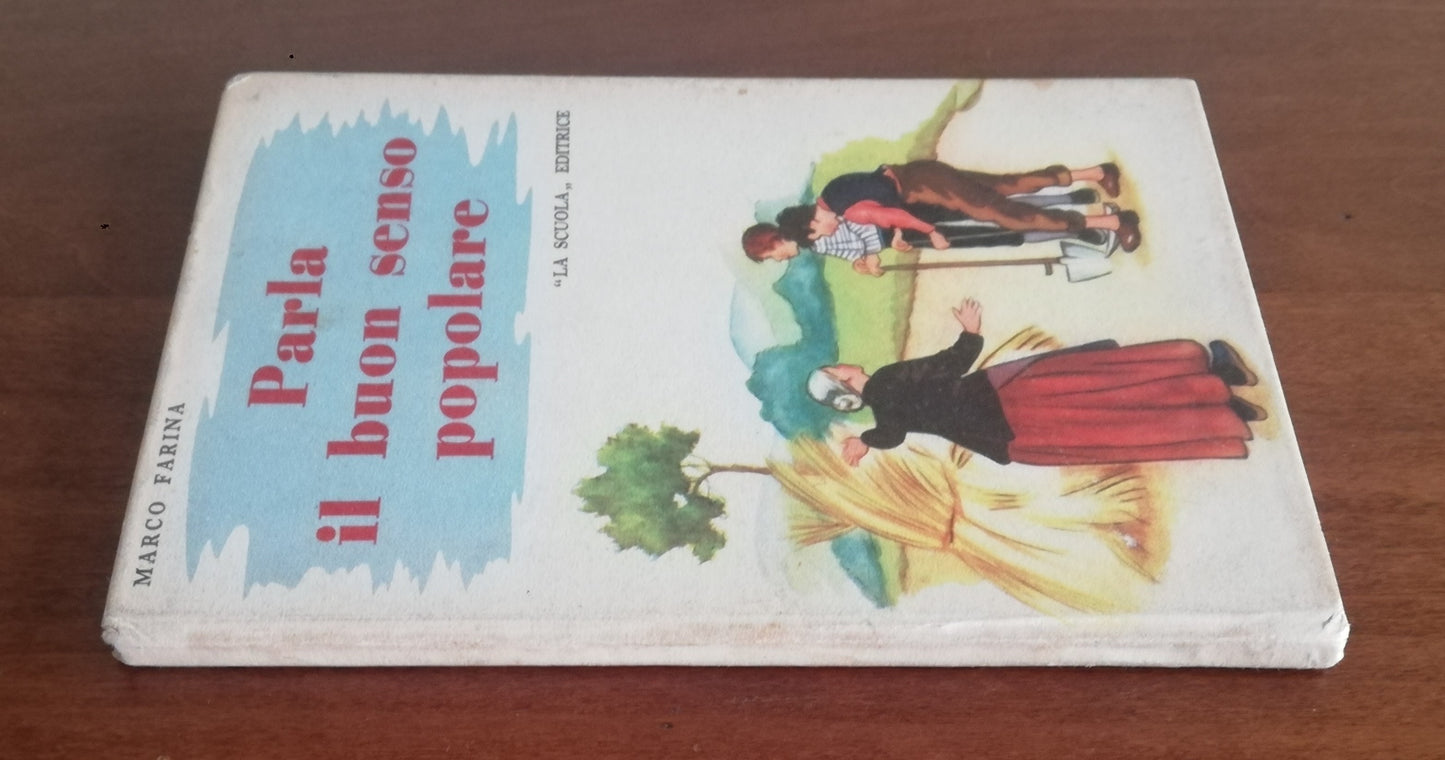 MARCO FARINA
Parla
il buon senso
popolare
“LA SCUOLA„ EDITRICE